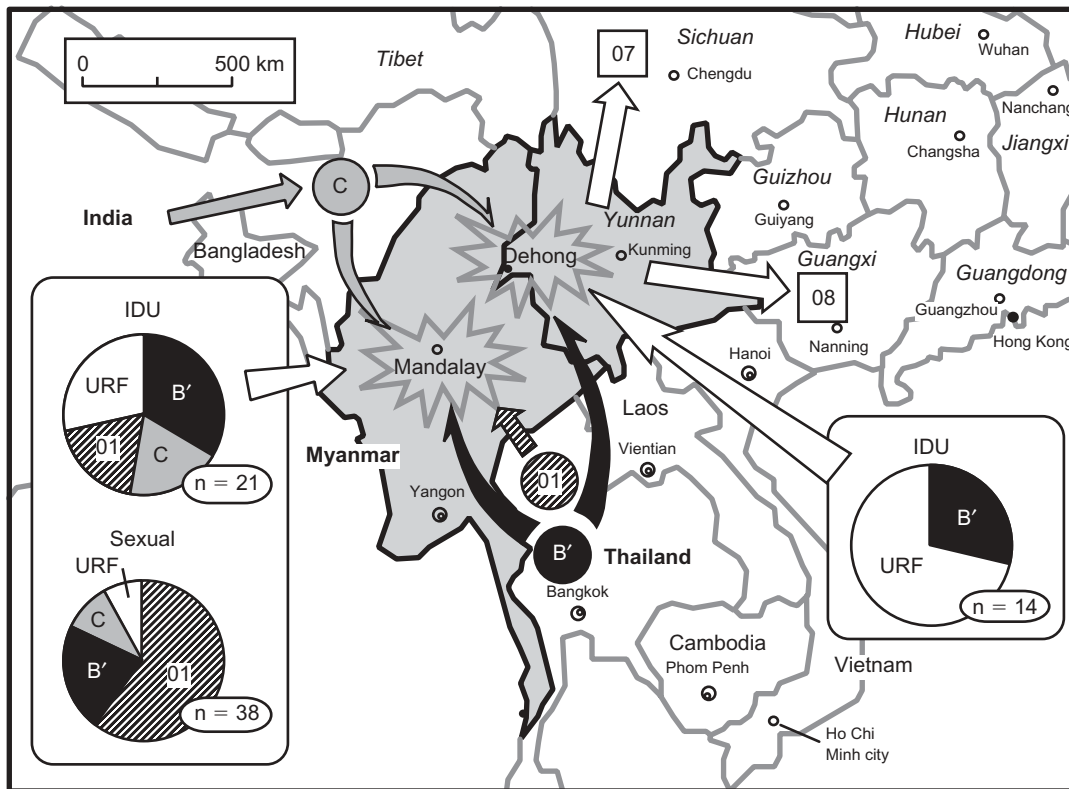 0 500 km
Tibet
Sichuan
Chengdu
Hubei
Wuhan
Nanchang
Hunan
Changsha
Jiangxi
07
C
India
Bangladesh
Guizhou
Guiyang
Yunnan
Kunming
Dehong
Guangxi
08
Nanning
Guangdong
Guangzhou
Hong Kong
Mandalay
Hanoi
Laos
Vientian
Myanmar
Yangon
01
B′
Thailand
Bangkok
Cambodia
Phom Penh
Vietnam
Ho Chi
Minh city
IDU
URF
B′
01
C
n = 21
Sexual
URF
C
B′
01
n = 38
IDU
B′
URF
n = 14